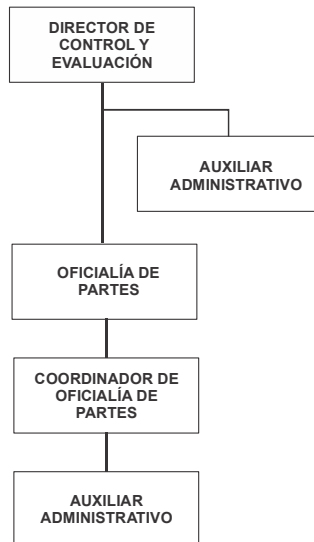 DIRECTOR DE
CONTROL Y
EVALUACIÓN
AUXILIAR
ADMINISTRATIVO
OFICIALÍA DE
PARTES
COORDINADOR DE
OFICIALÍA DE
PARTES
AUXILIAR
ADMINISTRATIVO